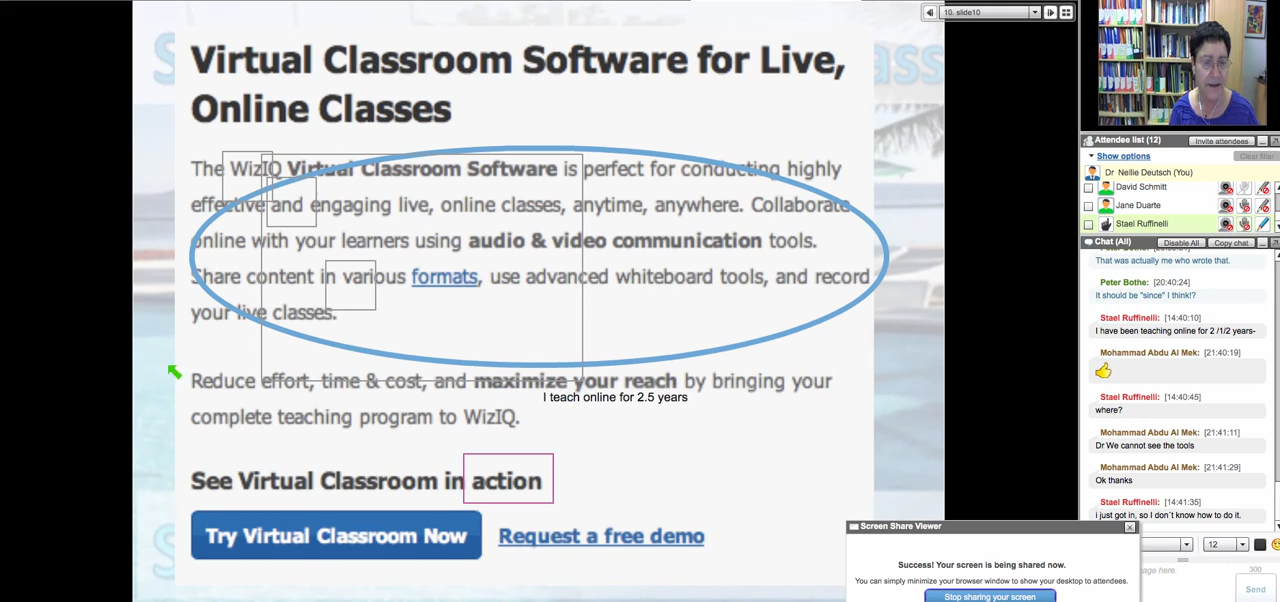 10. slide10
Virtual Classroom Software for Live,
Online Classes
The WizIQ Virtual Classroom Software is perfect for conducting highly
effective and engaging live, online classes, anytime, anywhere. Collaborate
online with your learners using audio & video communication tools.
Share content in various formats, use advanced whiteboard tools, and record
your live classes.
Reduce effort, time & cost, and maximize your reach by bringing your
I teach online for 2.5 years
complete teaching program to WizIQ.
See Virtual Classroom in action
Try Virtual Classroom Now Request a free demo
Attendee list (12) Invite attendees
Show options Clear filter
Dr Nellie Deutsch (You)
David Schmitt
Jane Duarte
Stael Ruffinelli
Chat (All) Disable All Copy chat
That was actually me who wrote that.
Peter Bothe: [20:40:24]
It should be "since" I think!?
Stael Ruffinelli: [14:40:10]
I have been teaching online for 2 /1/2 years-
Mohammad Abdu Al Mek: [21:40:19]
Stael Ruffinelli: [14:40:45]
where?
Mohammad Abdu Al Mek: [21:41:11]
Dr We cannot see the tools
Mohammad Abdu Al Mek: [21:41:29]
Ok thanks
Stael Ruffinelli: [14:41:35]
i just got in, so I don´t know how to do it.
12
age here. 300
Send
Screen Share Viewer
Success! Your screen is being shared now.
You can simply minimize your browser window to show your desktop to attendees.
Stop sharing your screen